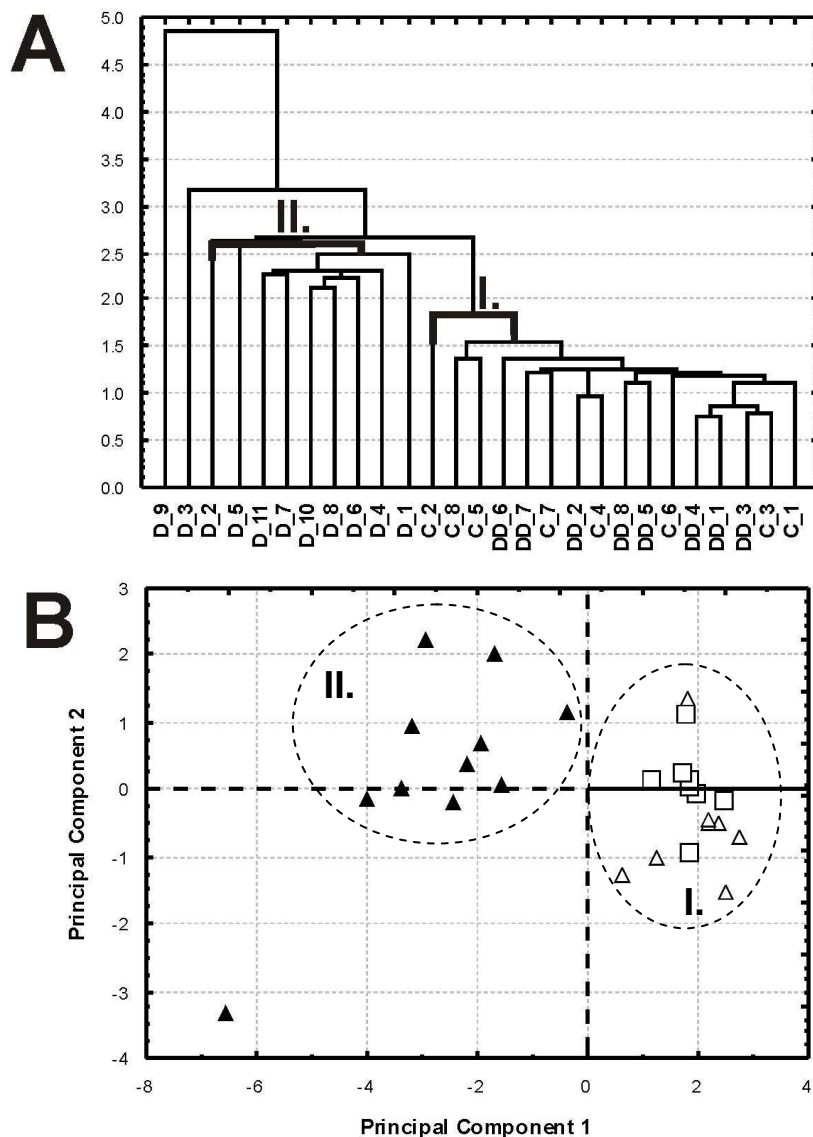 A
5.0
4.5
4.0
3.5
3.0
2.5
2.0
1.5
1.0
0.5
0.0
II.
I.
D_9 D_3 D_2 D_5 D_11 D_7 D_10 D_8 D_6 D_4 D_1 C_2 C_8 C_5 DD_6 DD_7 C_7 DD_2 C_4 DD_8 DD_5 C_6 DD_4 DD_1 DD_3 C_3 C_1
B
3
2
1
0
-1
-2
-3
-4
Principal Component 2
II.
I.
-8 -6 -4 -2 0 2 4
Principal Component 1